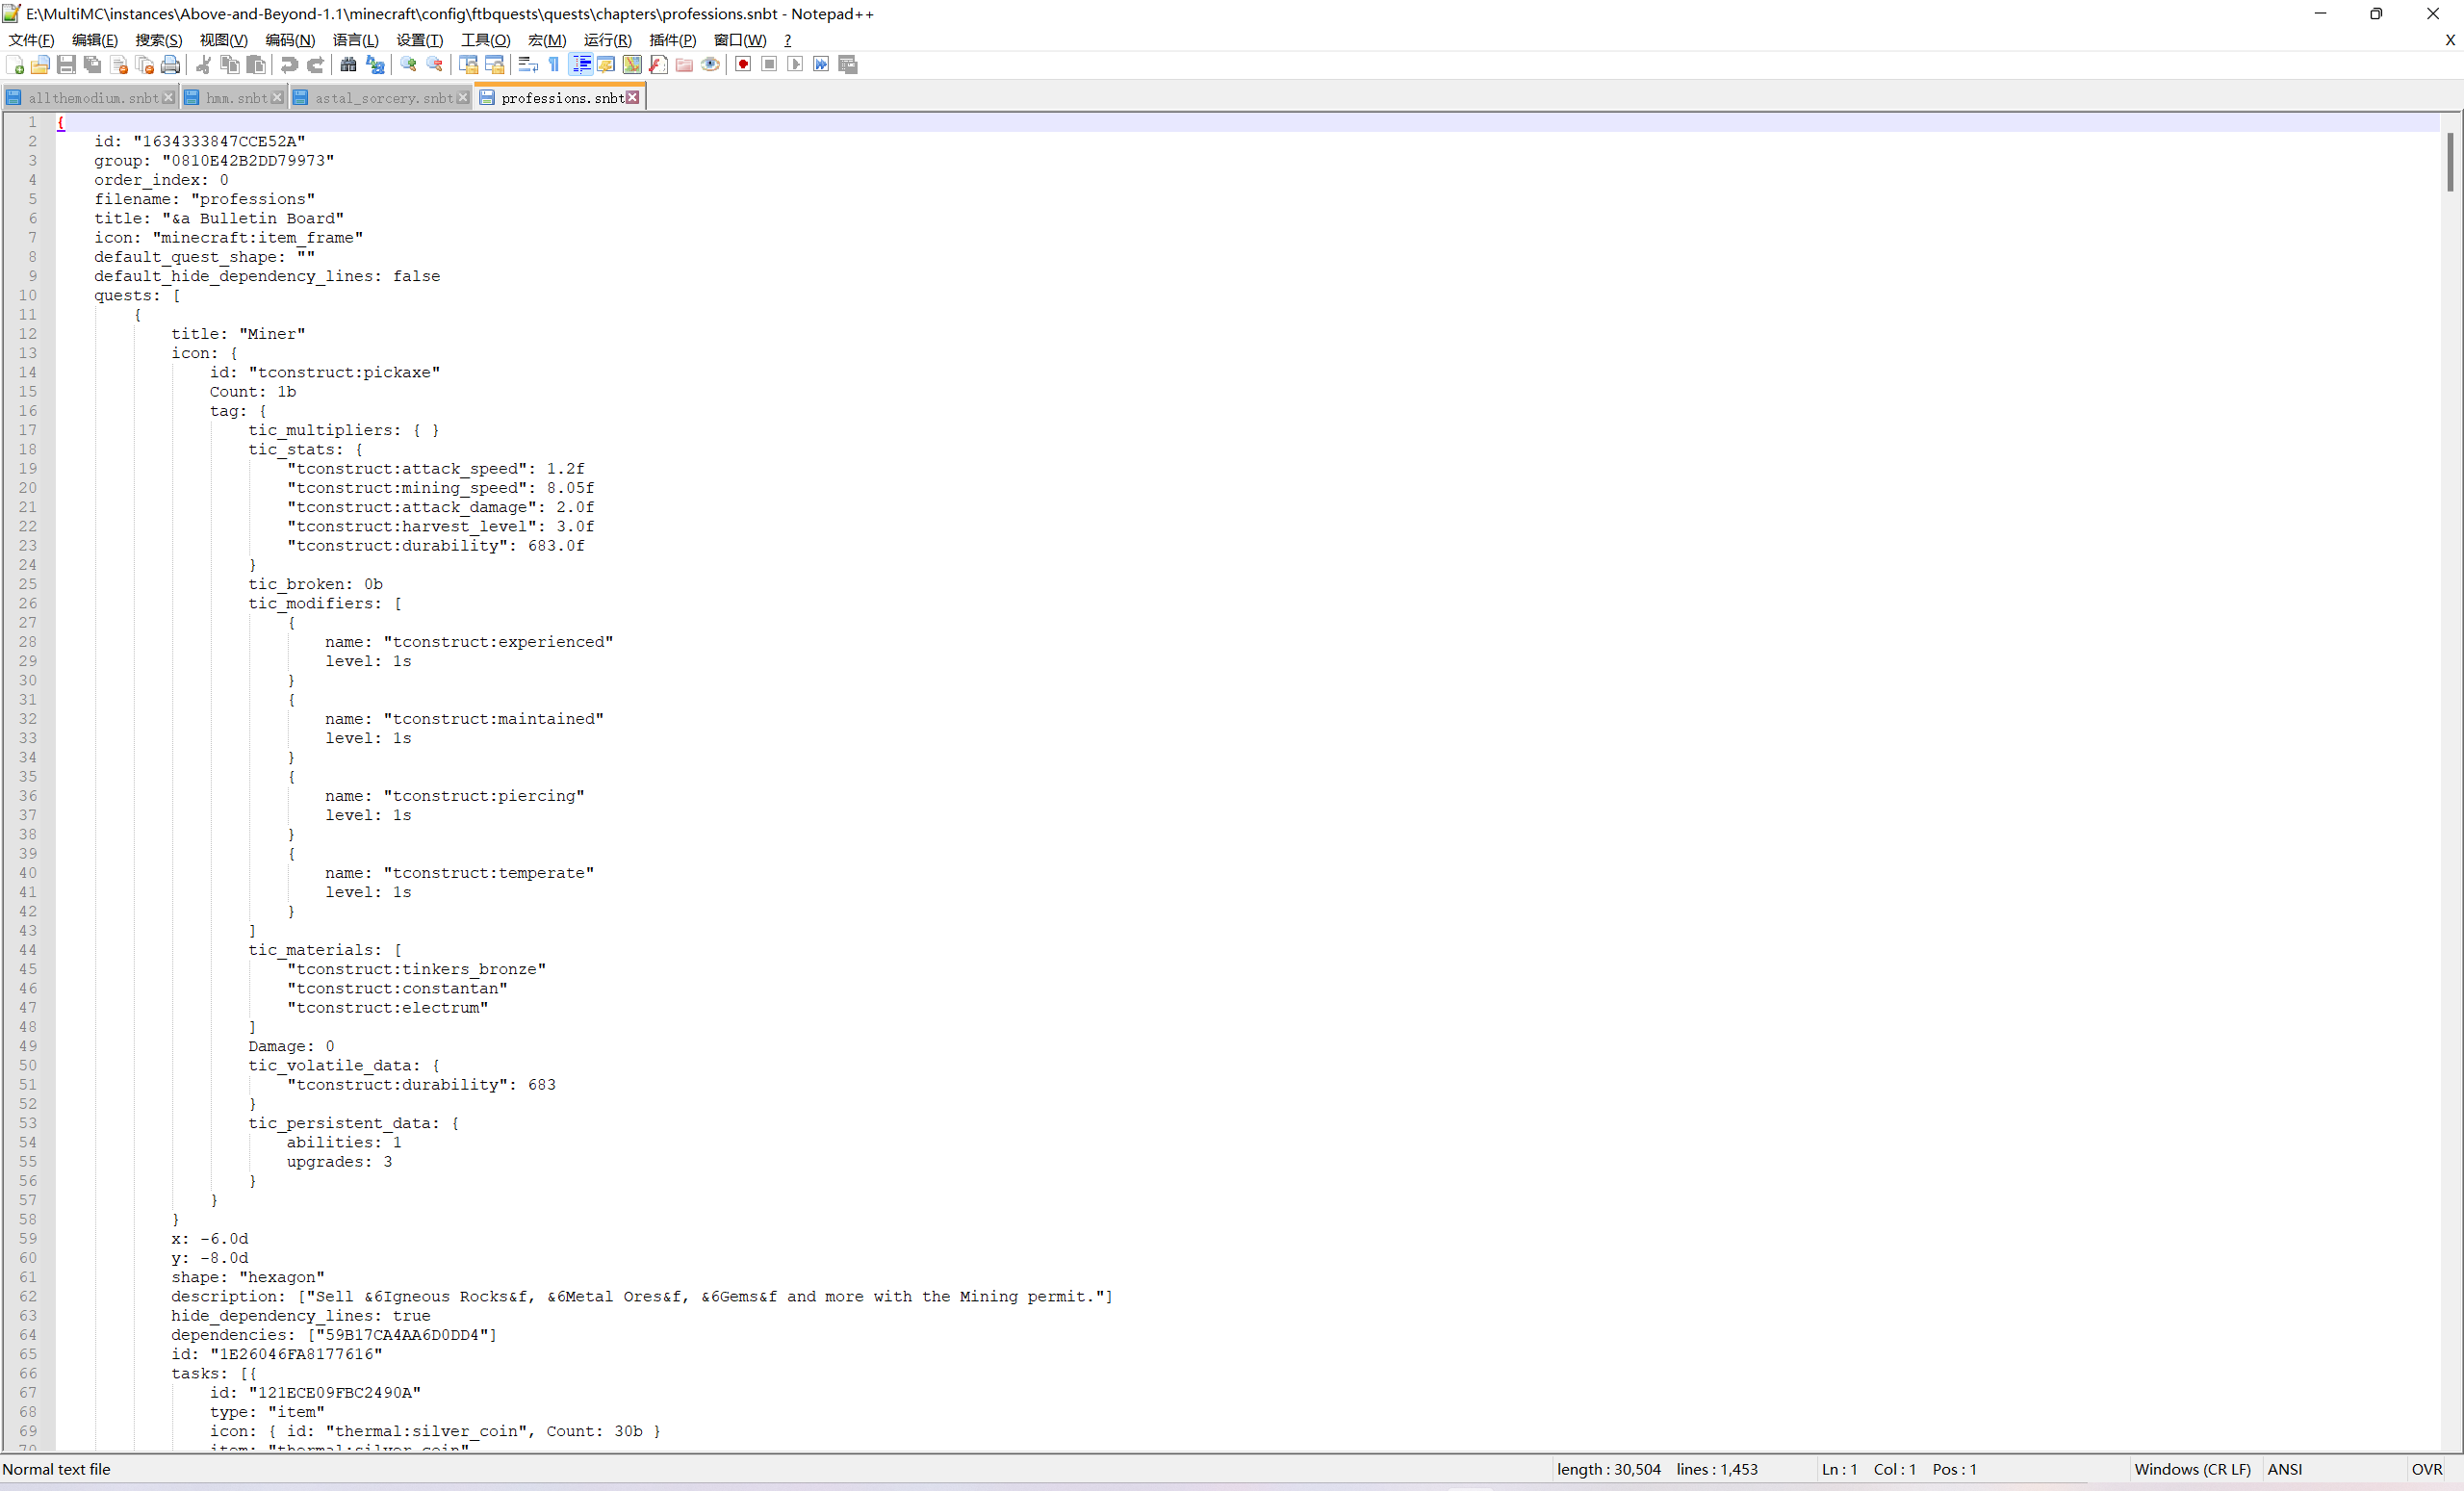 E:\MultiMC\instances\Above-and-Beyond-1.1\minecraft\config\ftbquests\quests\chapters\professions.snbt - Notepad++
文件(F) 编辑(E) 搜索(S) 视图(V) 编码(N) 语言(L) 设置(T) 工具(O) 宏(M) 运行(R) 插件(P) 窗口(W) ? X
allthemodium.snbt hmm.snbt astal_sorcery.snbt professions.snbt
1 {
2 id: "1634333847CCE52A"
3 group: "0810E42B2DD79973"
4 order_index: 0
5 filename: "professions"
6 title: "&a Bulletin Board"
7 icon: "minecraft:item_frame"
8 default_quest_shape: ""
9 default_hide_dependency_lines: false
10 quests: [
11 {
12 title: "Miner"
13 icon: {
14 id: "tconstruct:pickaxe"
15 Count: 1b
16 tag: {
17 tic_multipliers: { }
18 tic_stats: {
19 "tconstruct:attack_speed": 1.2f
20 "tconstruct:mining_speed": 8.05f
21 "tconstruct:attack_damage": 2.0f
22 "tconstruct:harvest_level": 3.0f
23 "tconstruct:durability": 683.0f
24 }
25 tic_broken: 0b
26 tic_modifiers: [
27 {
28 name: "tconstruct:experienced"
29 level: 1s
30 }
31 {
32 name: "tconstruct:maintained"
33 level: 1s
34 }
35 {
36 name: "tconstruct:piercing"
37 level: 1s
38 }
39 {
40 name: "tconstruct:temperate"
41 level: 1s
42 }
43 ]
44 tic_materials: [
45 "tconstruct:tinkers_bronze"
46 "tconstruct:constantan"
47 "tconstruct:electrum"
48 ]
49 Damage: 0
50 tic_volatile_data: {
51 "tconstruct:durability": 683
52 }
53 tic_persistent_data: {
54 abilities: 1
55 upgrades: 3
56 }
57 }
58 }
59 x: -6.0d
60 y: -8.0d
61 shape: "hexagon"
62 description: ["Sell &6Igneous Rocks&f, &6Metal Ores&f, &6Gems&f and more with the Mining permit."]
63 hide_dependency_lines: true
64 dependencies: ["59B17CA4AA6D0DD4"]
65 id: "1E26046FA8177616"
66 tasks: [{
67 id: "121ECE09FBC2490A"
68 type: "item"
69 icon: { id: "thermal:silver_coin", Count: 30b }
70 item: "thermal:silver_coin"
Normal text file length : 30,504 lines : 1,453 Ln : 1 Col : 1 Pos : 1 Windows (CR LF) ANSI OVR